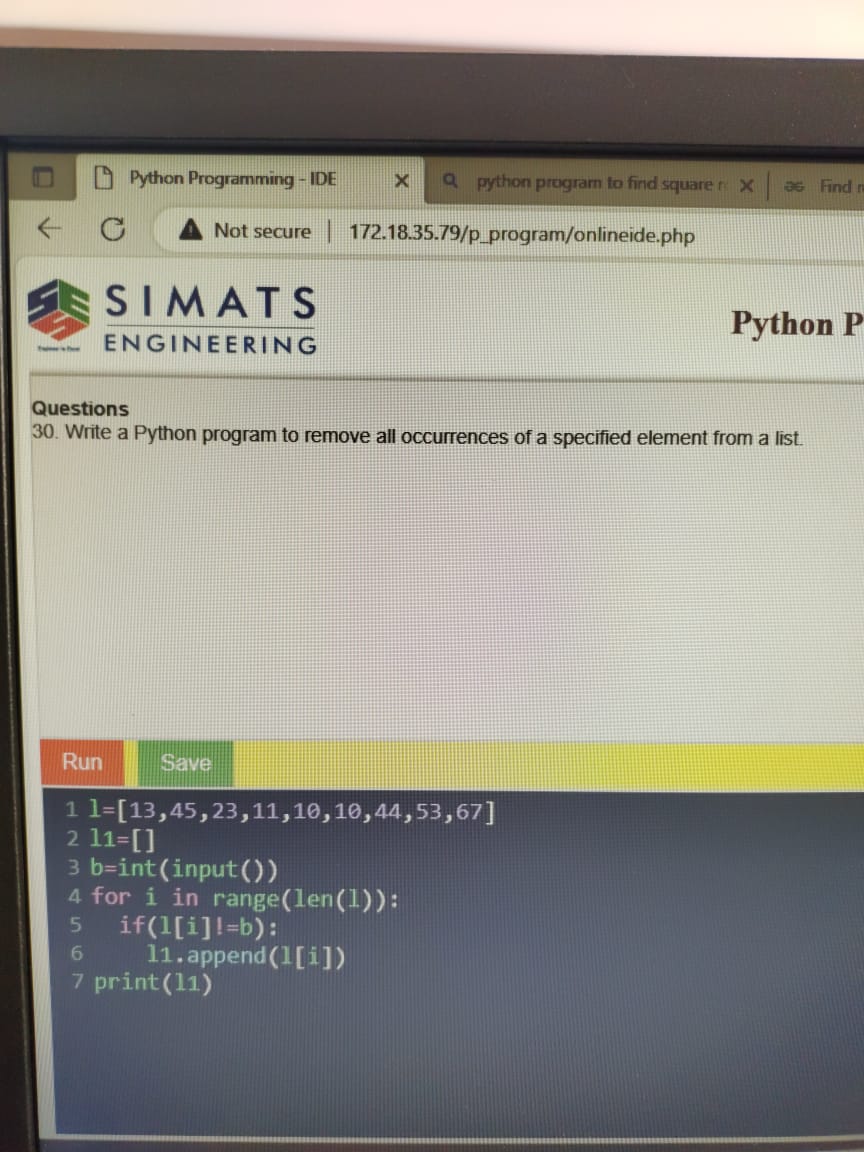 Python Programming - IDE
python program to find square
Find
Not secure | 172.18.35.79/p_program/onlineide.php
SIMATS
ENGINEERING
Python P
Questions
30. Write a Python program to remove all occurrences of a specified element from a list.
Run Save
1 l=[13,45,23,11,10,10,44,53,67]
2 l1=[]
3 b=int(input())
4 for i in range(len(l)):
5 if(l[i]!=b):
6 l1.append(l[i])
7 print(l1)